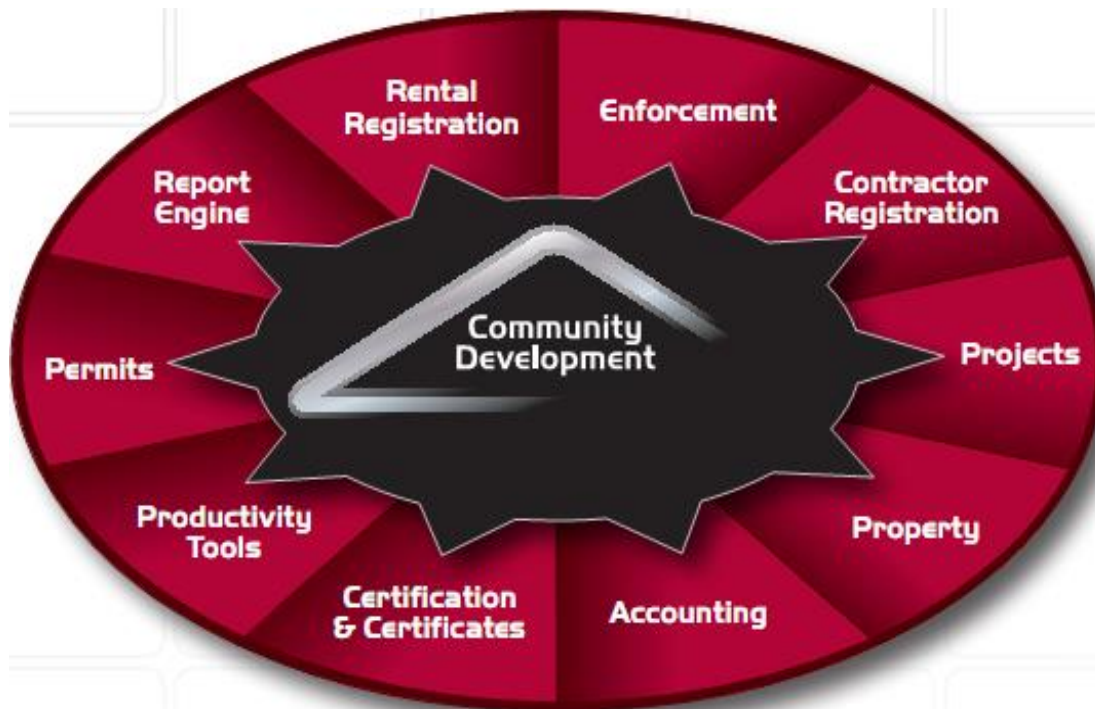 Rental
Registration
Enforcement
Contractor
Registration
Projects
Property
Accounting
Certification
& Certificates
Productivity
Tools
Permits
Report
Engine
Community
Development